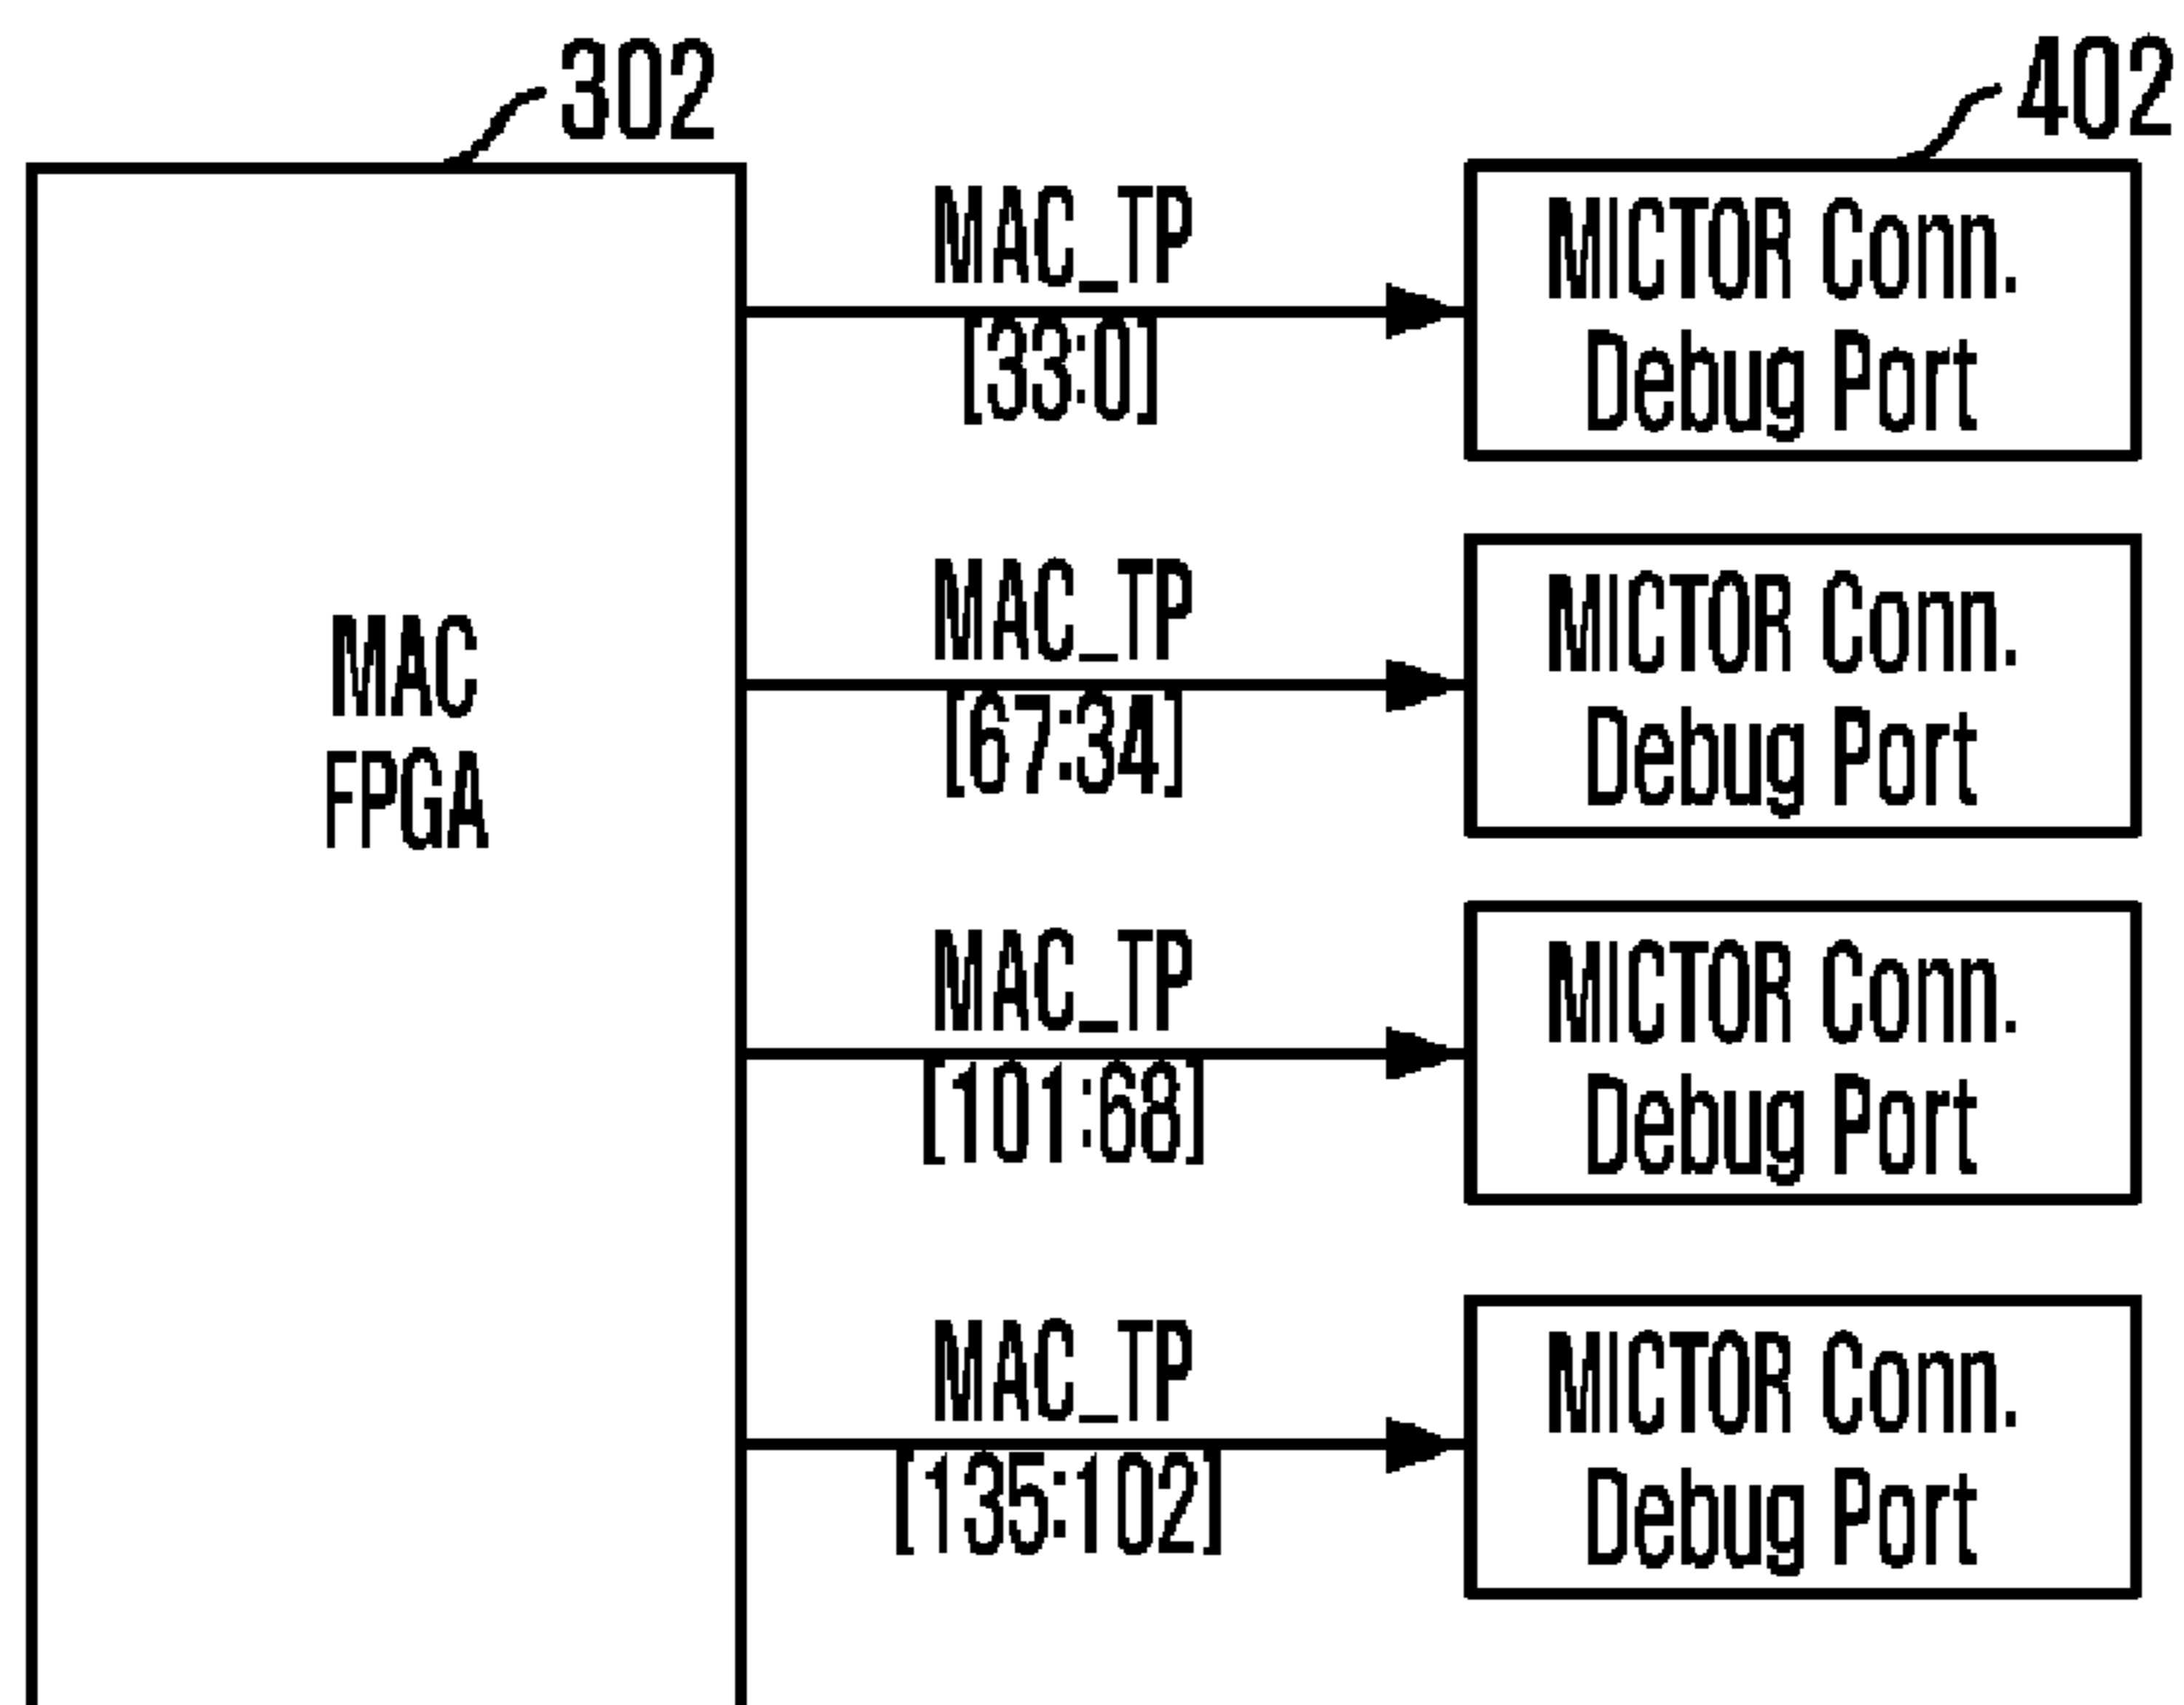 302
402
MAC
FPGA
MAC_TP
[33:0]
MICTOR Conn.
Debug Port
MAC_TP
[67:34]
MICTOR Conn.
Debug Port
MAC_TP
[101:68]
MICTOR Conn.
Debug Port
MAC_TP
[135:102]
MICTOR Conn.
Debug Port